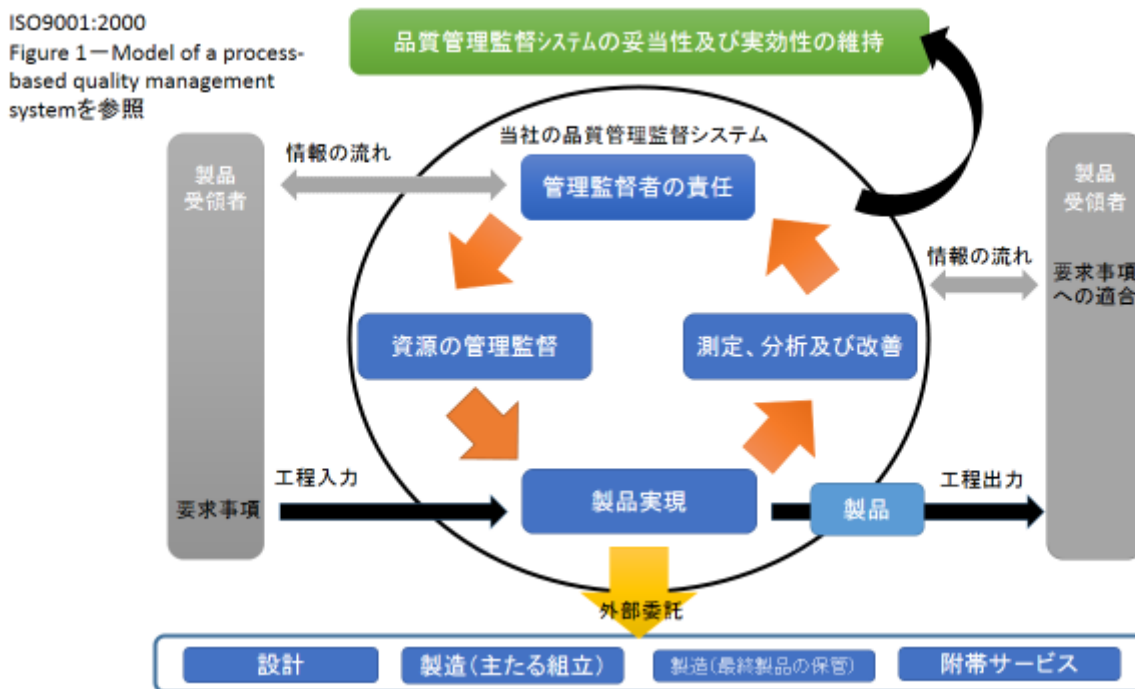 ISO9001:2000
Figure 1－Model of a process-
based quality management
systemを参照
品質管理監督システムの妥当性及び実効性の維持
当社の品質管理監督システム
製品
受領者
情報の流れ
管理監督者の責任
製品
受領者
情報の流れ
要求事項
への適合
資源の管理監督
測定、分析及び改善
工程入力
要求事項
製品実現
製品
工程出力
外部委託
設計
製造(主たる組立)
製造(最終製品の保管)
附帯サービス